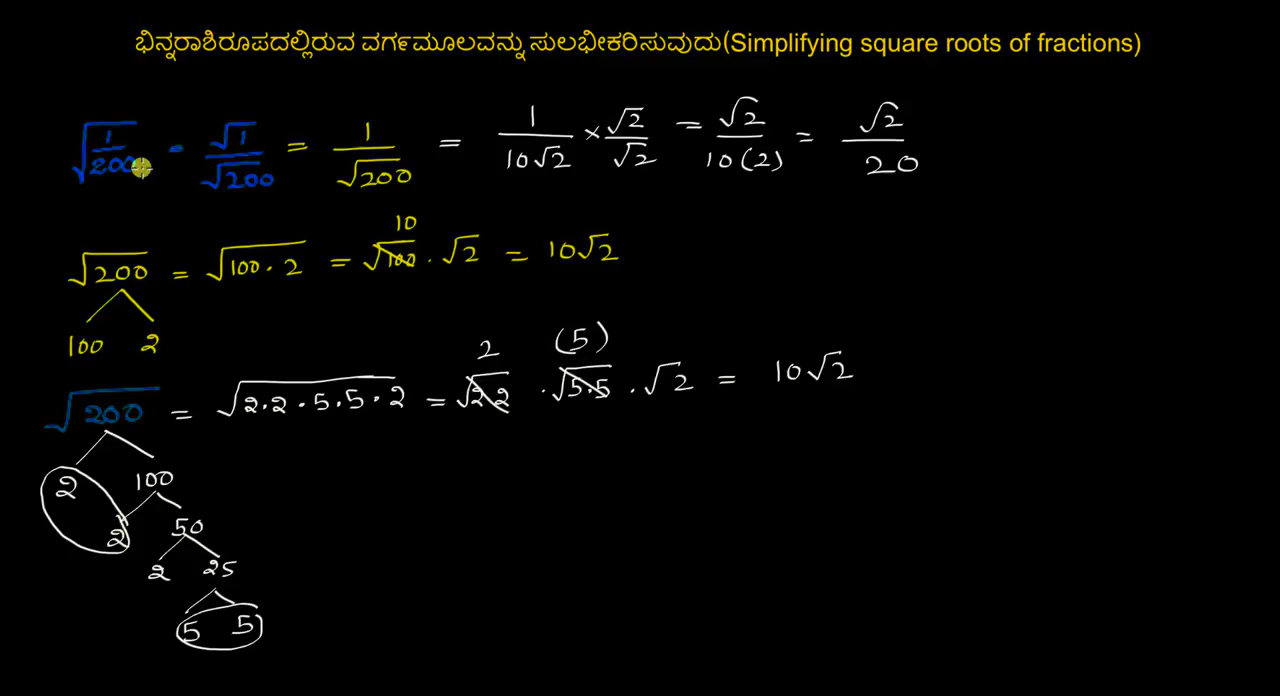 ಭಿನ್ನರಾಶಿರೂಪದಲ್ಲಿರುವ ವರ್ಗಮೂಲವನ್ನು ಸುಲಭೀಕರಿಸುವುದು(Simplifying square roots of fractions)
√(1/200) = √1/√200 = 1/√200 = 1/(10√2) × √2/√2 = √2/10(2) = √2/20
10
√200 = √100·2 = √100 · √2 = 10√2
100 2
2 (5)
√200 = √2·2·5·5·2 = √2·2 · √5·5 · √2 = 10√2
2 100
2 50
2 25
5 5